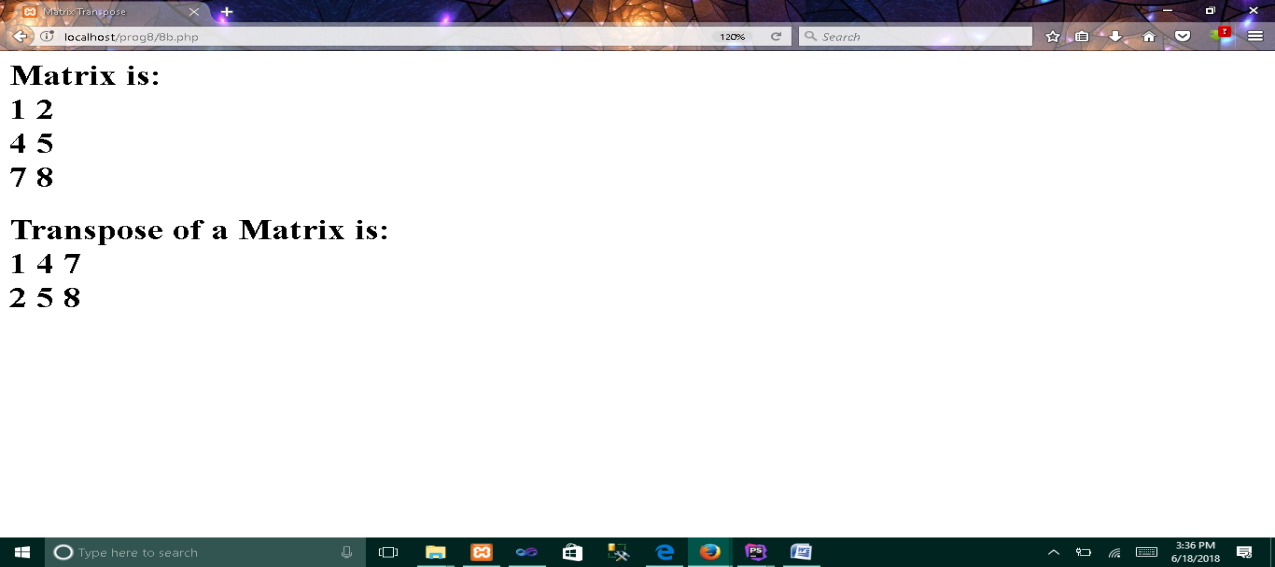 Matrix Transpose
localhost/prog8/8b.php
120%
Search
Matrix is:
1 2
4 5
7 8
Transpose of a Matrix is:
1 4 7
2 5 8
Type here to search
PS
3:36 PM
6/18/2018